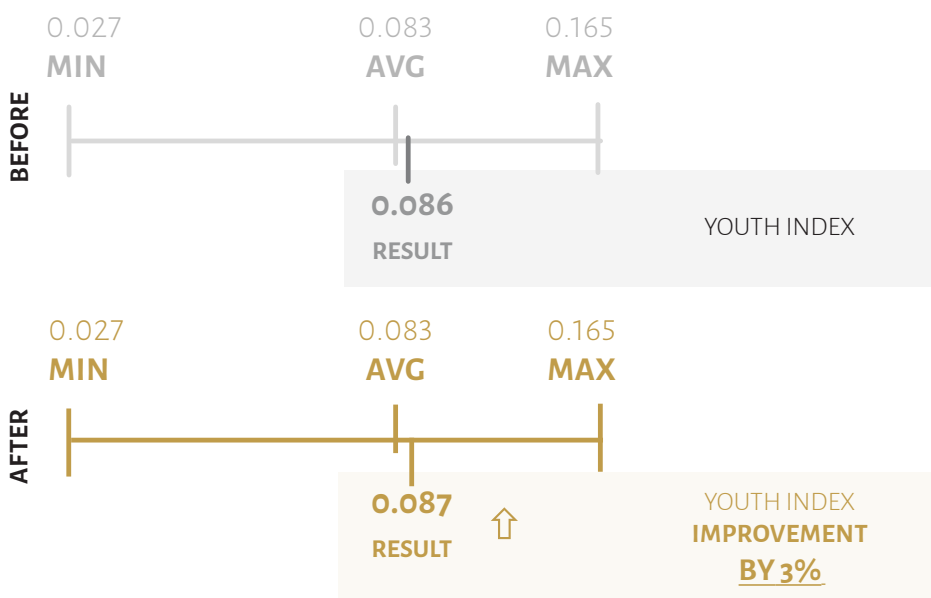 0.027 0.083 0.165
MIN AVG MAX
BEFORE
0.086
RESULT
YOUTH INDEX
0.027 0.083 0.165
MIN AVG MAX
AFTER
0.087
RESULT
YOUTH INDEX
IMPROVEMENT
BY 3%